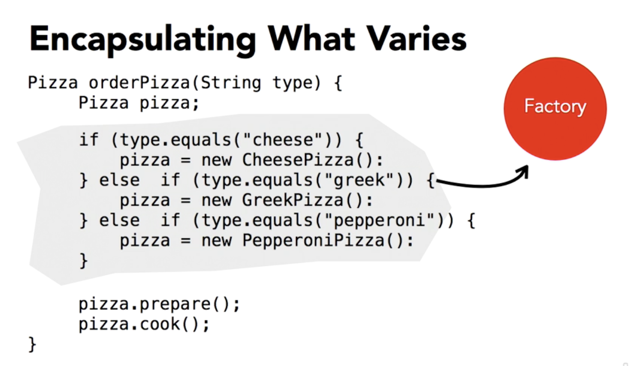 Encapsulating What Varies
Pizza orderPizza(String type) {
Pizza pizza;
if (type.equals("cheese")) {
pizza = new CheesePizza():
} else  if (type.equals("greek")) {
pizza = new GreekPizza():
} else  if (type.equals("pepperoni")) {
pizza = new PepperoniPizza():
}
pizza.prepare();
pizza.cook();
}
Factory